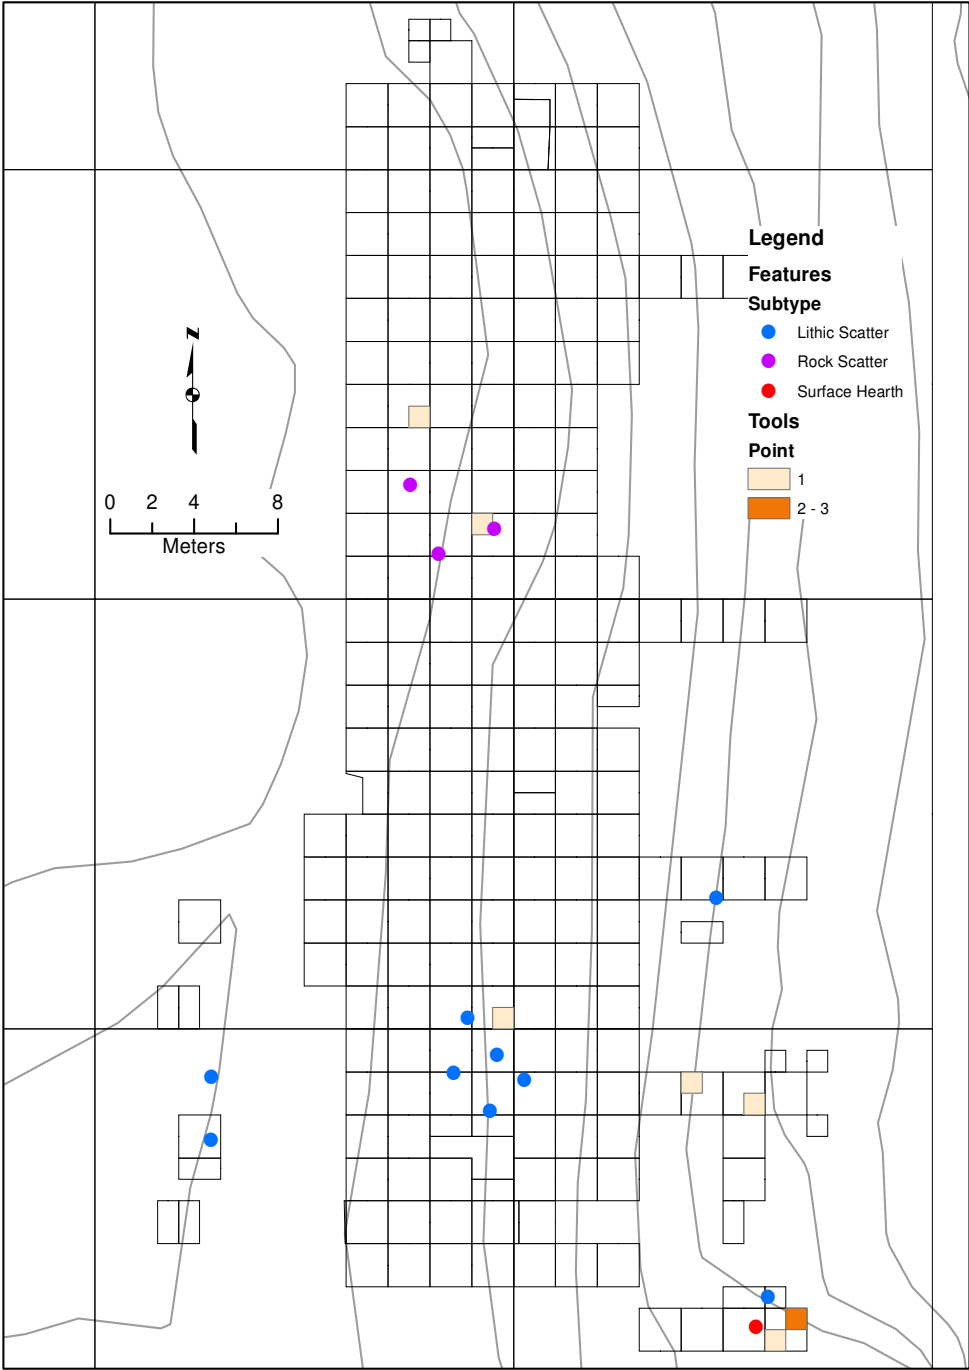 Legend
Features
Subtype
Lithic Scatter
Rock Scatter
Surface Hearth
Tools
Point
1
2 - 3
N
0 2 4 8
Meters